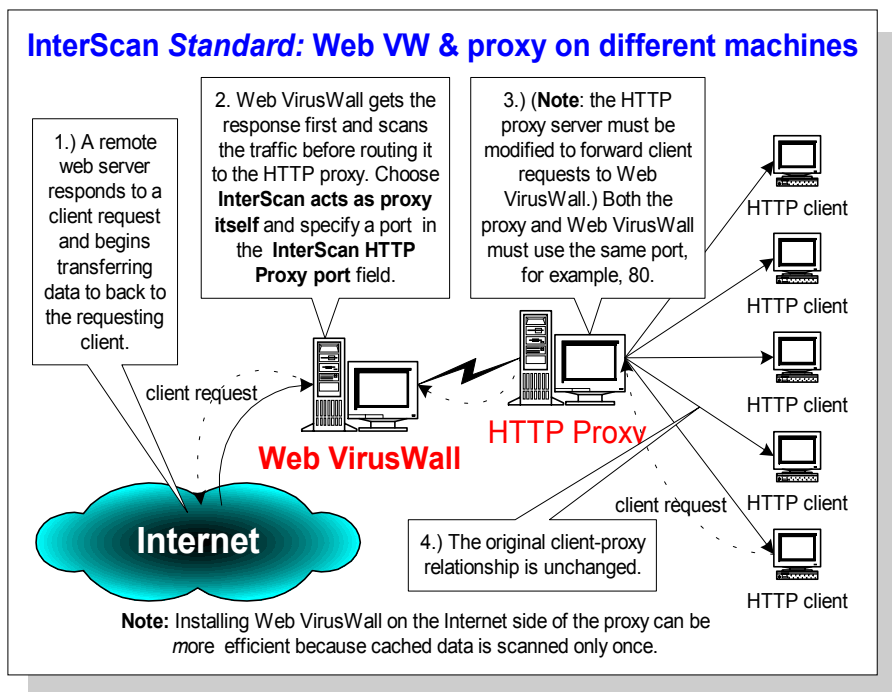 InterScan Standard: Web VW & proxy on different machines
1.) A remote
web server
responds to a
client request
and begins
transferring
data to back to
the requesting
client.
2. Web VirusWall gets the
response first and scans
the traffic before routing it
to the HTTP proxy. Choose
InterScan acts as proxy
itself and specify a port in
the InterScan HTTP
Proxy port field.
3.) (Note: the HTTP
proxy server must be
modified to forward client
requests to Web
VirusWall.) Both the
proxy and Web VirusWall
must use the same port,
for example, 80.
HTTP client
HTTP client
HTTP client
HTTP client
HTTP client
client request
Web VirusWall
HTTP Proxy
Internet
client request
4.) The original client-proxy
relationship is unchanged.
Note: Installing Web VirusWall on the Internet side of the proxy can be
more efficient because cached data is scanned only once.